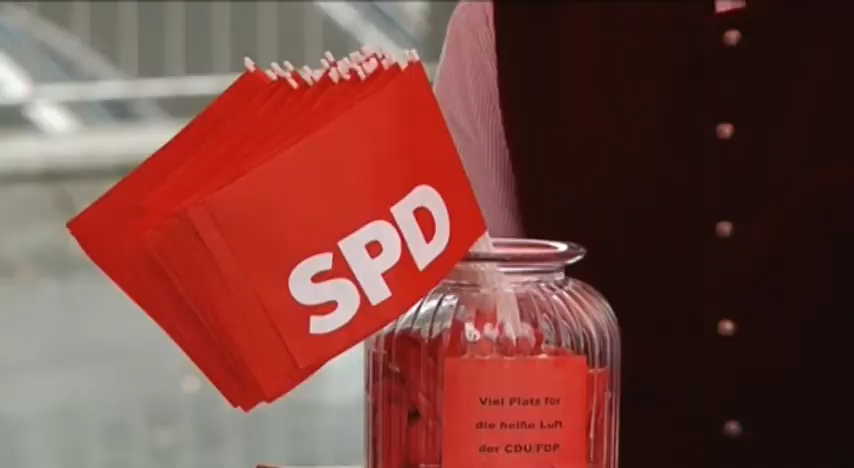 SPD
Viel Platz für
die heiße Luft
der CDU/FDP